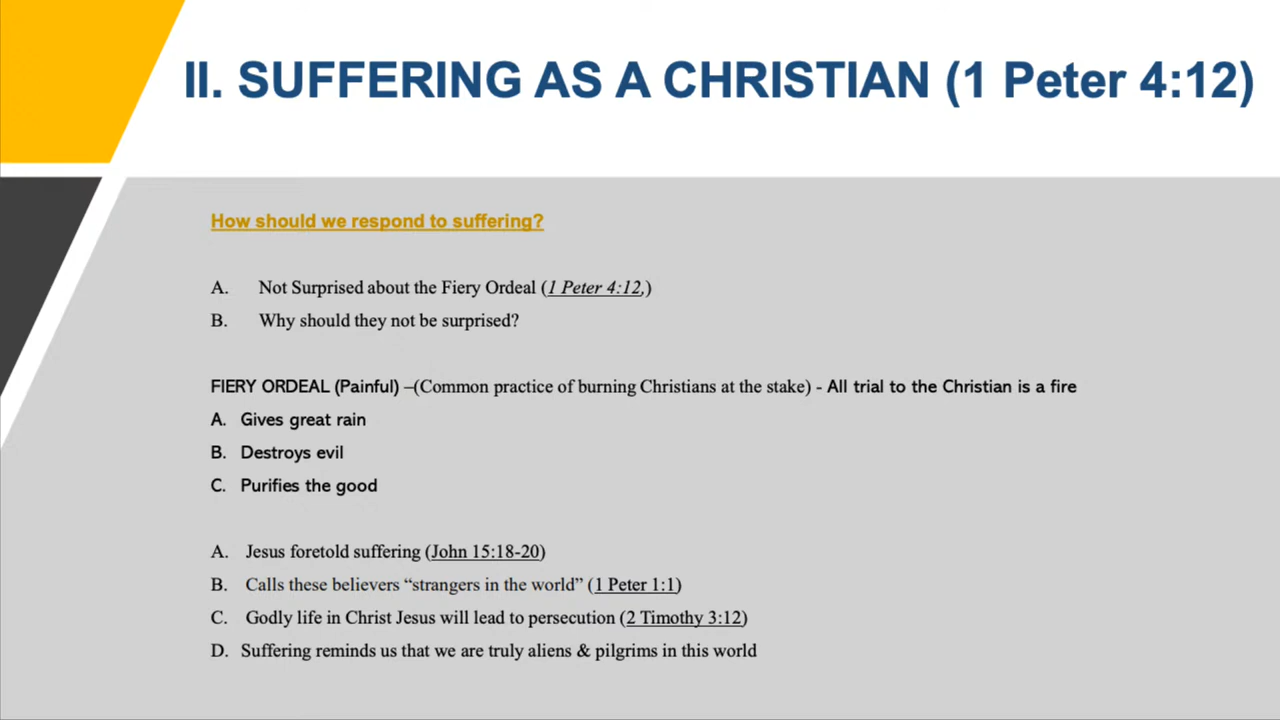 II. SUFFERING AS A CHRISTIAN (1 Peter 4:12)
How should we respond to suffering?
A. Not Surprised about the Fiery Ordeal (1 Peter 4:12,)
B. Why should they not be surprised?
FIERY ORDEAL (Painful) –(Common practice of burning Christians at the stake) - All trial to the Christian is a fire
A. Gives great rain
B. Destroys evil
C. Purifies the good
A. Jesus foretold suffering (John 15:18-20)
B. Calls these believers “strangers in the world” (1 Peter 1:1)
C. Godly life in Christ Jesus will lead to persecution (2 Timothy 3:12)
D. Suffering reminds us that we are truly aliens & pilgrims in this world